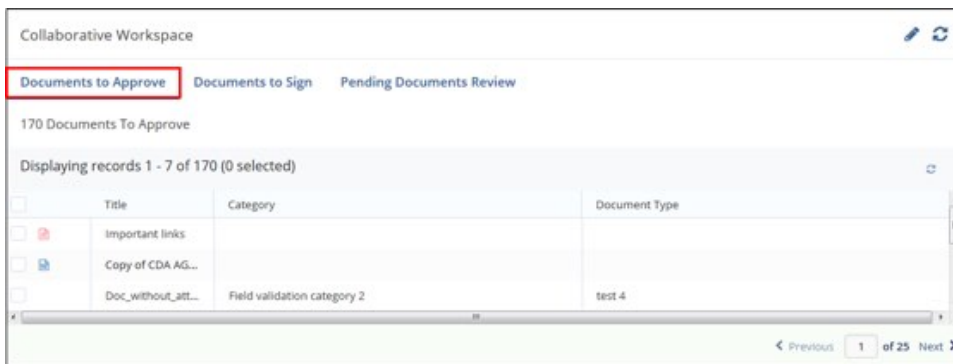 Collaborative Workspace
Documents to Approve Documents to Sign Pending Documents Review
170 Documents To Approve
Displaying records 1 - 7 of 170 (0 selected)
Title Category Document Type
Important links
Copy of CDA AG...
Doc_without_att... Field validation category 2 test 4
Previous 1 of 25 Next